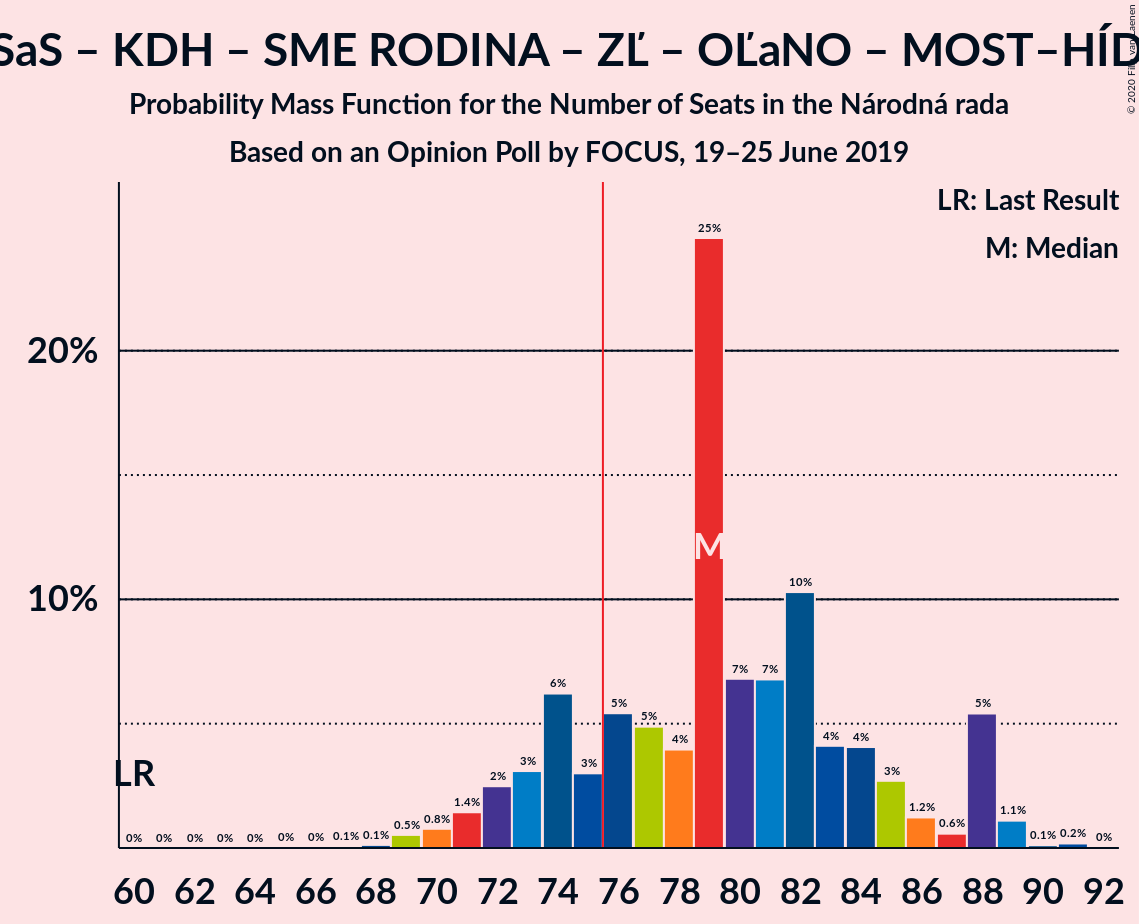 SaS – KDH – SME RODINA – ZĽ – OĽaNO – MOST–HÍD
Probability Mass Function for the Number of Seats in the Národná rada
Based on an Opinion Poll by FOCUS, 19–25 June 2019
© 2020 Filip van Laenen
LR: Last Result
M: Median
20%
10%
LR
M
0% 0% 0% 0% 0% 0% 0% 0.1% 0.1% 0.5% 0.8% 1.4% 2% 3% 6% 3% 5% 5% 4% 25% 7% 7% 10% 4% 4% 3% 1.2% 0.6% 5% 1.1% 0.1% 0.2% 0%
60 62 64 66 68 70 72 74 76 78 80 82 84 86 88 90 92